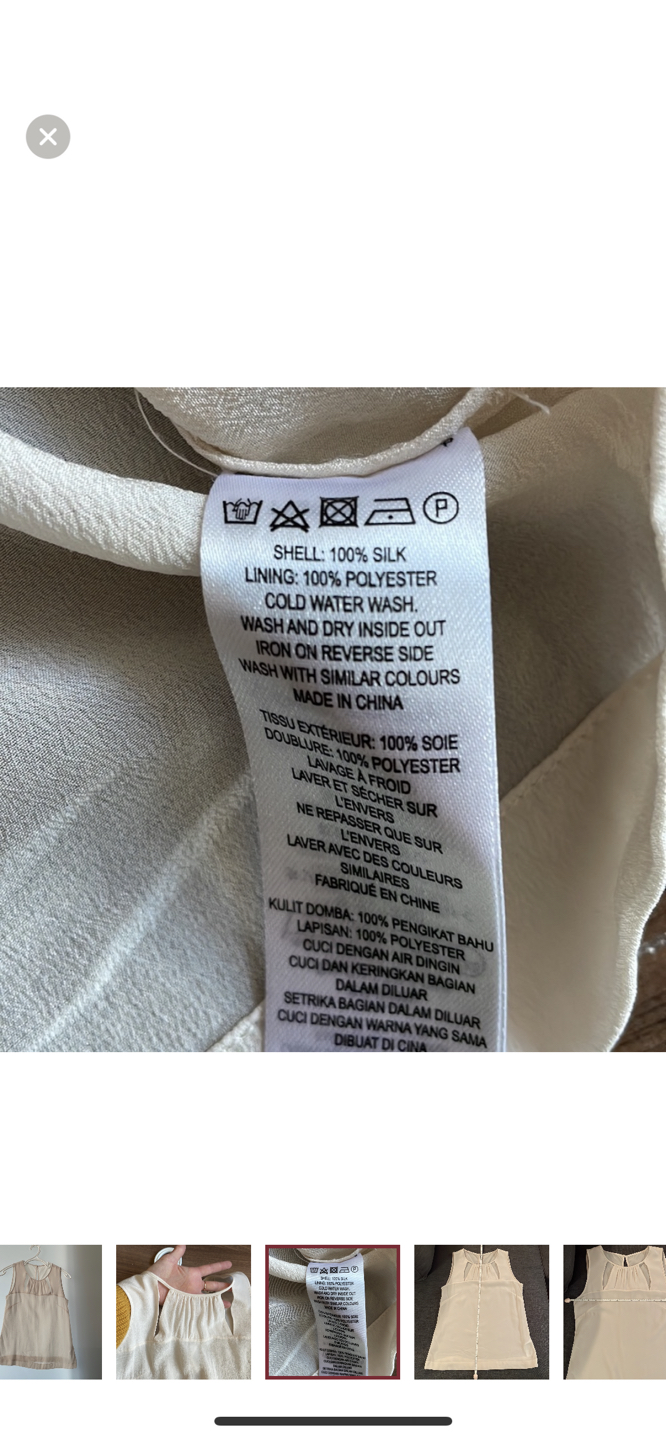 P
SHELL: 100% SILK
LINING: 100% POLYESTER
COLD WATER WASH.
WASH AND DRY INSIDE OUT
IRON ON REVERSE SIDE
WASH WITH SIMILAR COLOURS
MADE IN CHINA
TISSU EXTÉRIEUR: 100% SOIE
DOUBLURE: 100% POLYESTER
LAVAGE À FROID
LAVER ET SÉCHER SUR
L'ENVERS
NE REPASSER QUE SUR
L'ENVERS
LAVER AVEC DES COULEURS
SIMILAIRES
FABRIQUÉ EN CHINE
KULIT DOMBA: 100% PENGIKAT BAHU
LAPISAN: 100% POLYESTER
CUCI DENGAN AIR DINGIN
CUCI DAN KERINGKAN BAGIAN
DALAM DILUAR
SETRIKA BAGIAN DALAM DILUAR
CUCI DENGAN WARNA YANG SAMA
DIBUAT DI CINA